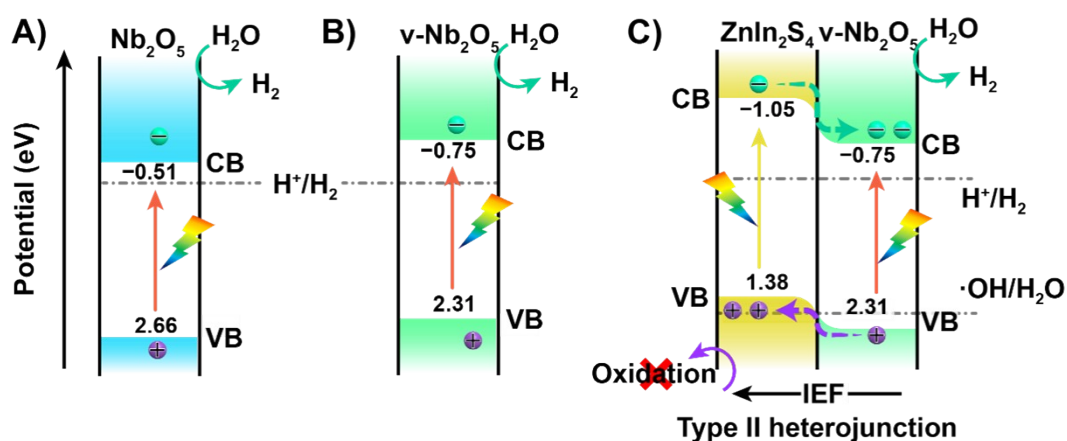 A)
Nb₂O₅
H₂O
H₂
CB
−0.51
H⁺/H₂
2.66
VB
Potential (eV)
B)
v-Nb₂O₅
H₂O
H₂
CB
−0.75
2.31
VB
C)
ZnIn₂S₄ v-Nb₂O₅
H₂O
H₂
CB
−1.05
−0.75
CB
H⁺/H₂
1.38
·OH/H₂O
VB
2.31
VB
Oxidation
IEF
Type II heterojunction